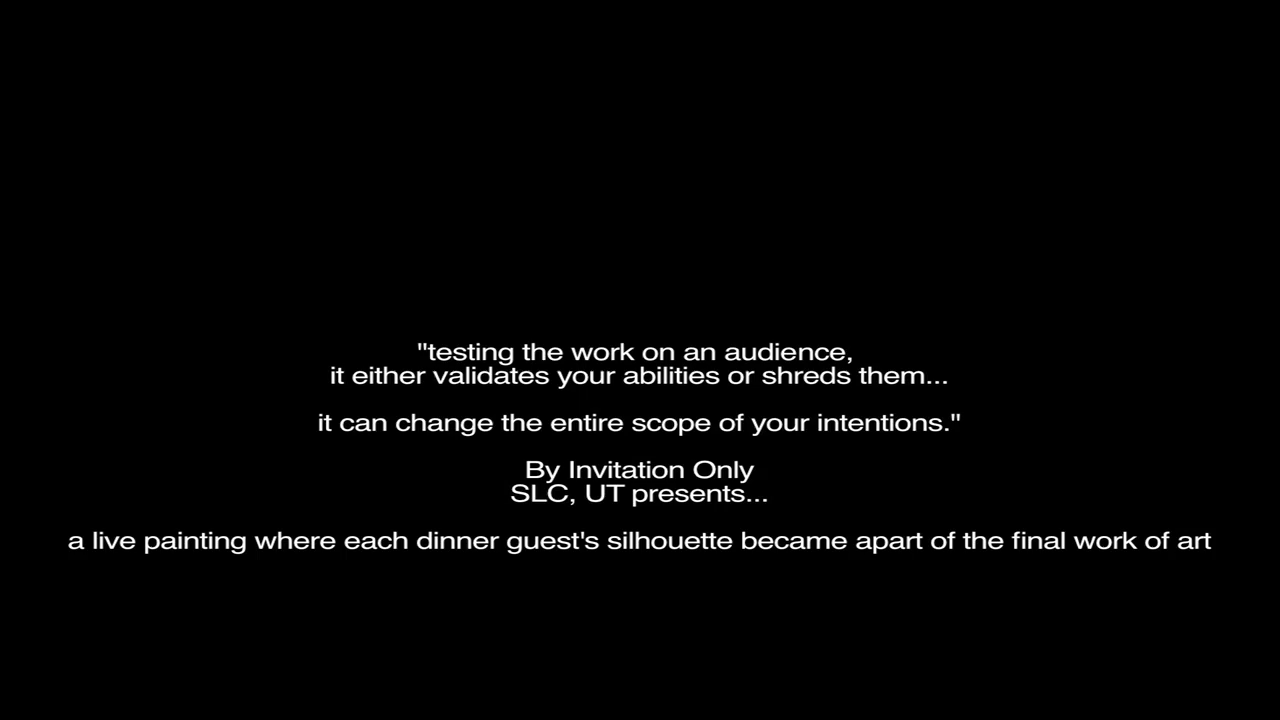 "testing the work on an audience,
it either validates your abilities or shreds them...
it can change the entire scope of your intentions."
By Invitation Only
SLC, UT presents...
a live painting where each dinner guest's silhouette became apart of the final work of art